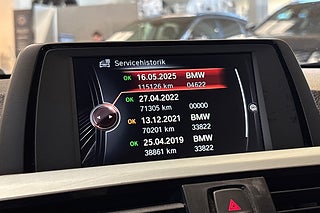 Servicehistorik
OK 16.05.2025 BMW
115126 km 04622
OK 27.04.2022
71305 km 00000
OK 13.12.2021 BMW
70201 km 33822
OK 25.04.2019 BMW
38861 km 33822